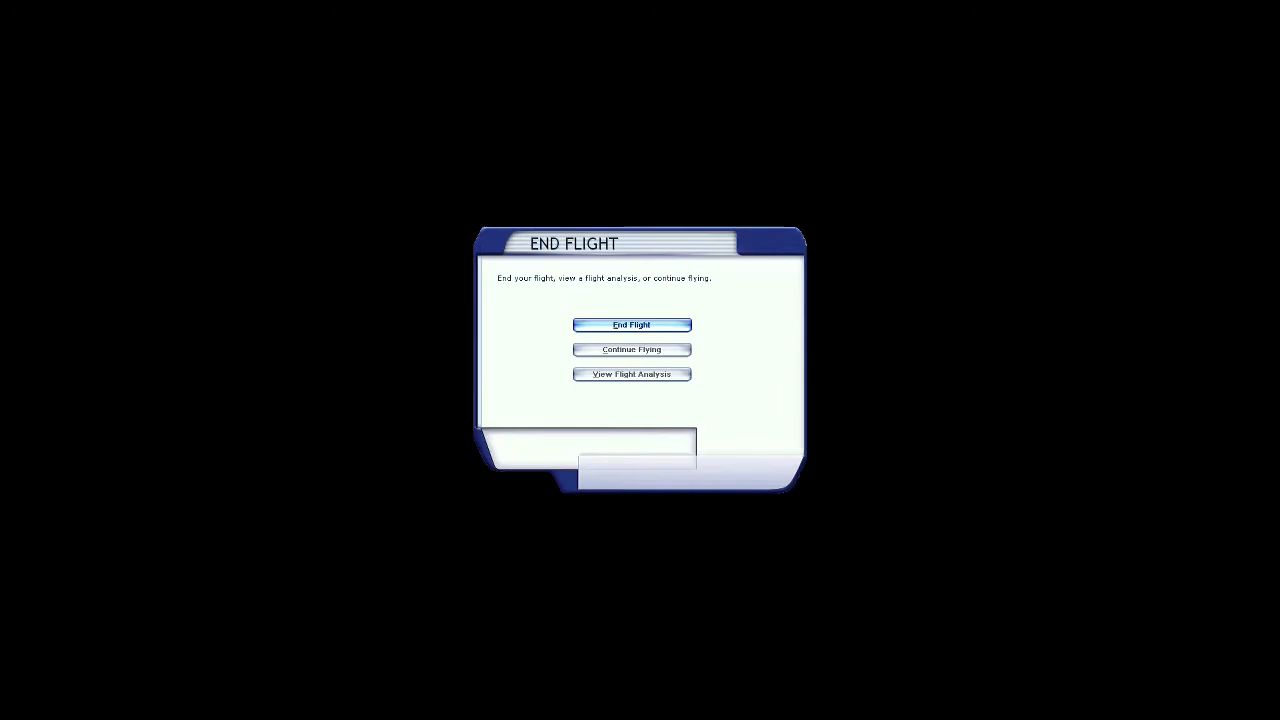 END FLIGHT
End your flight, view a flight analysis, or continue flying.
End Flight
Continue Flying
View Flight Analysis